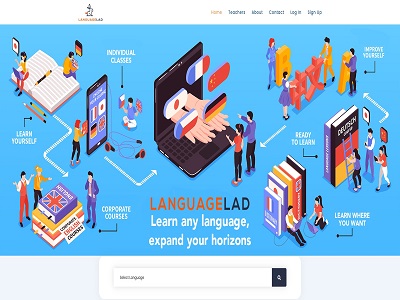 LANGUAGELAD
Home Teachers About Contact Log In Sign Up
INDIVIDUAL
CLASSES
IMPROVE
YOURSELF
LEARN
YOURSELF
READY
TO LEARN
DEUTSCH
CORPORATE
COURSES
LEARN WHERE
YOU WANT
LANGUAGELAD
Learn any language,
expand your horizons
Select Language